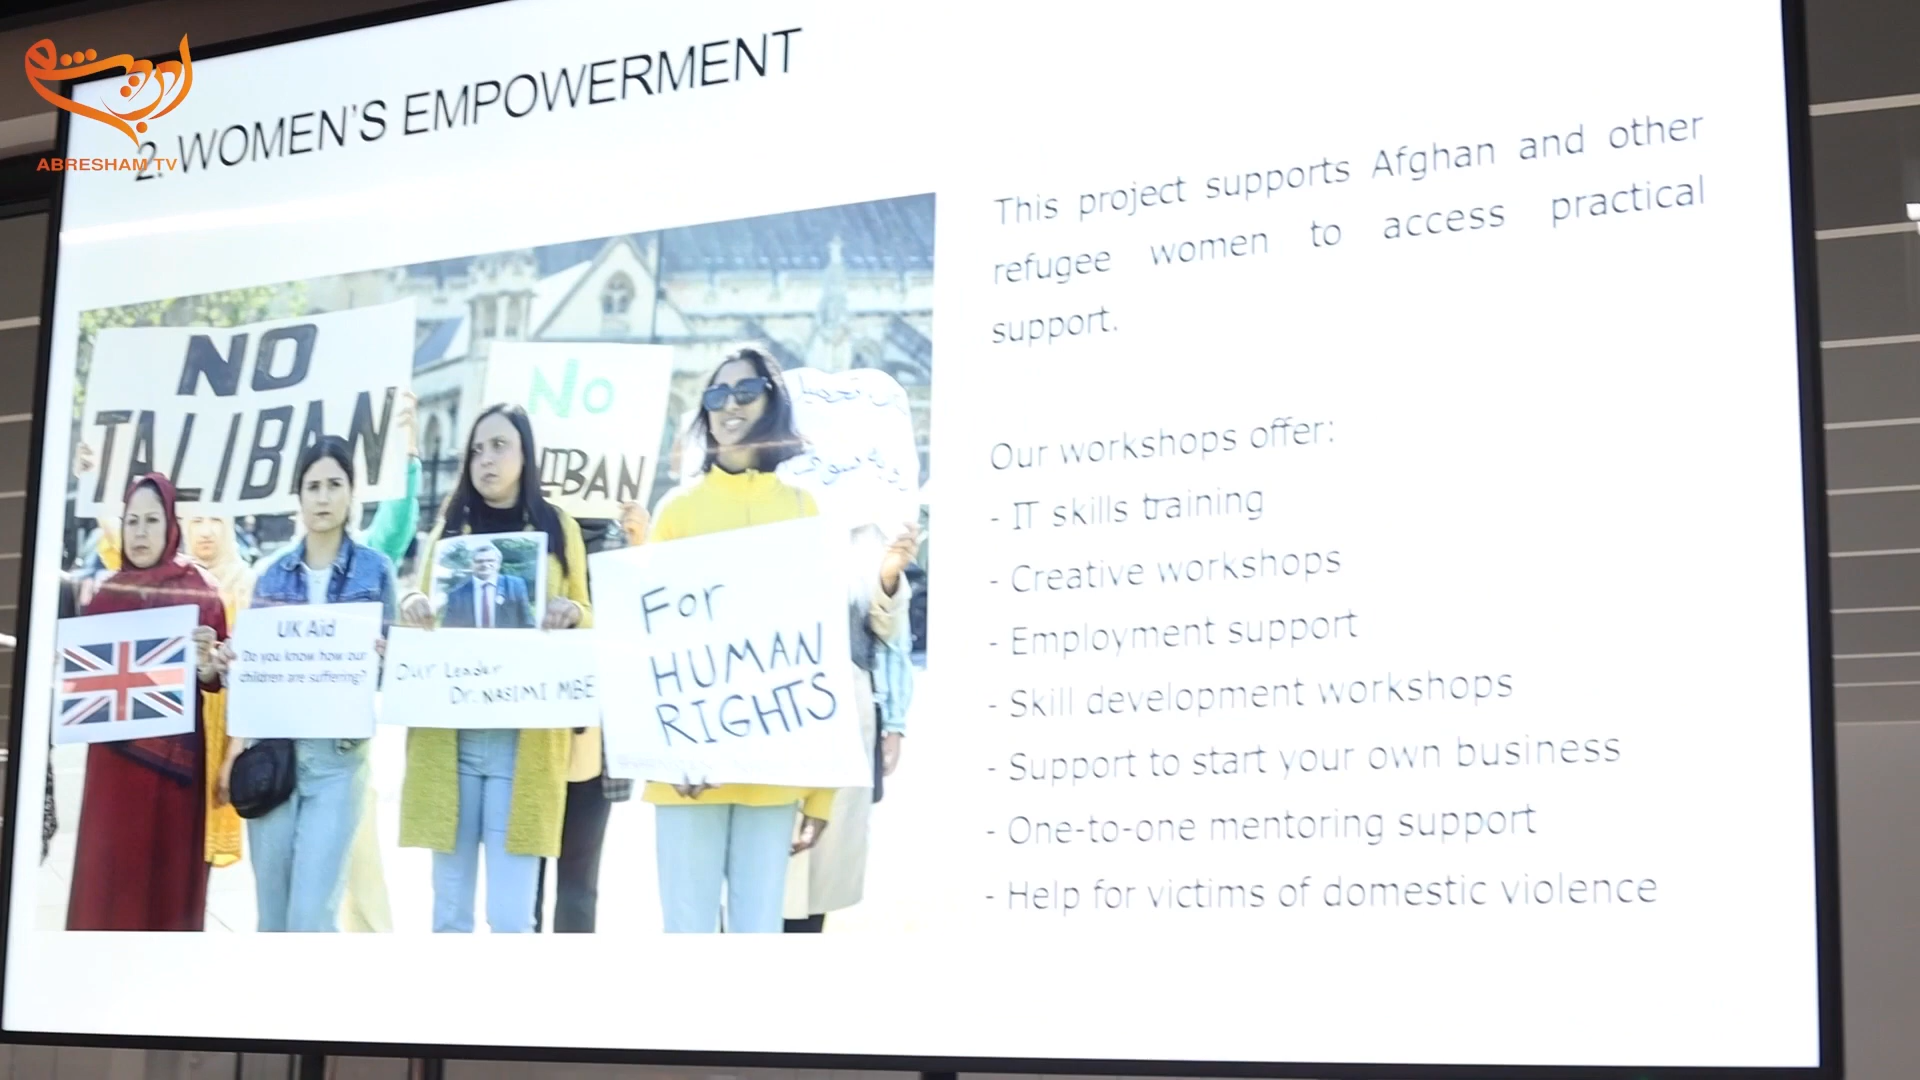 ابریشم
ABRESHAM TV
2. WOMEN'S EMPOWERMENT
NO
TALIBAN
No
LIBAN
UK Aid
Do you know how our
children are suffering?
Our Leader
Dr. NASIMI MBE
For
HUMAN
RIGHTS
This project supports Afghan and other
refugee women to access practical
support.
Our workshops offer:
- IT skills training
- Creative workshops
- Employment support
- Skill development workshops
- Support to start your own business
- One-to-one mentoring support
- Help for victims of domestic violence